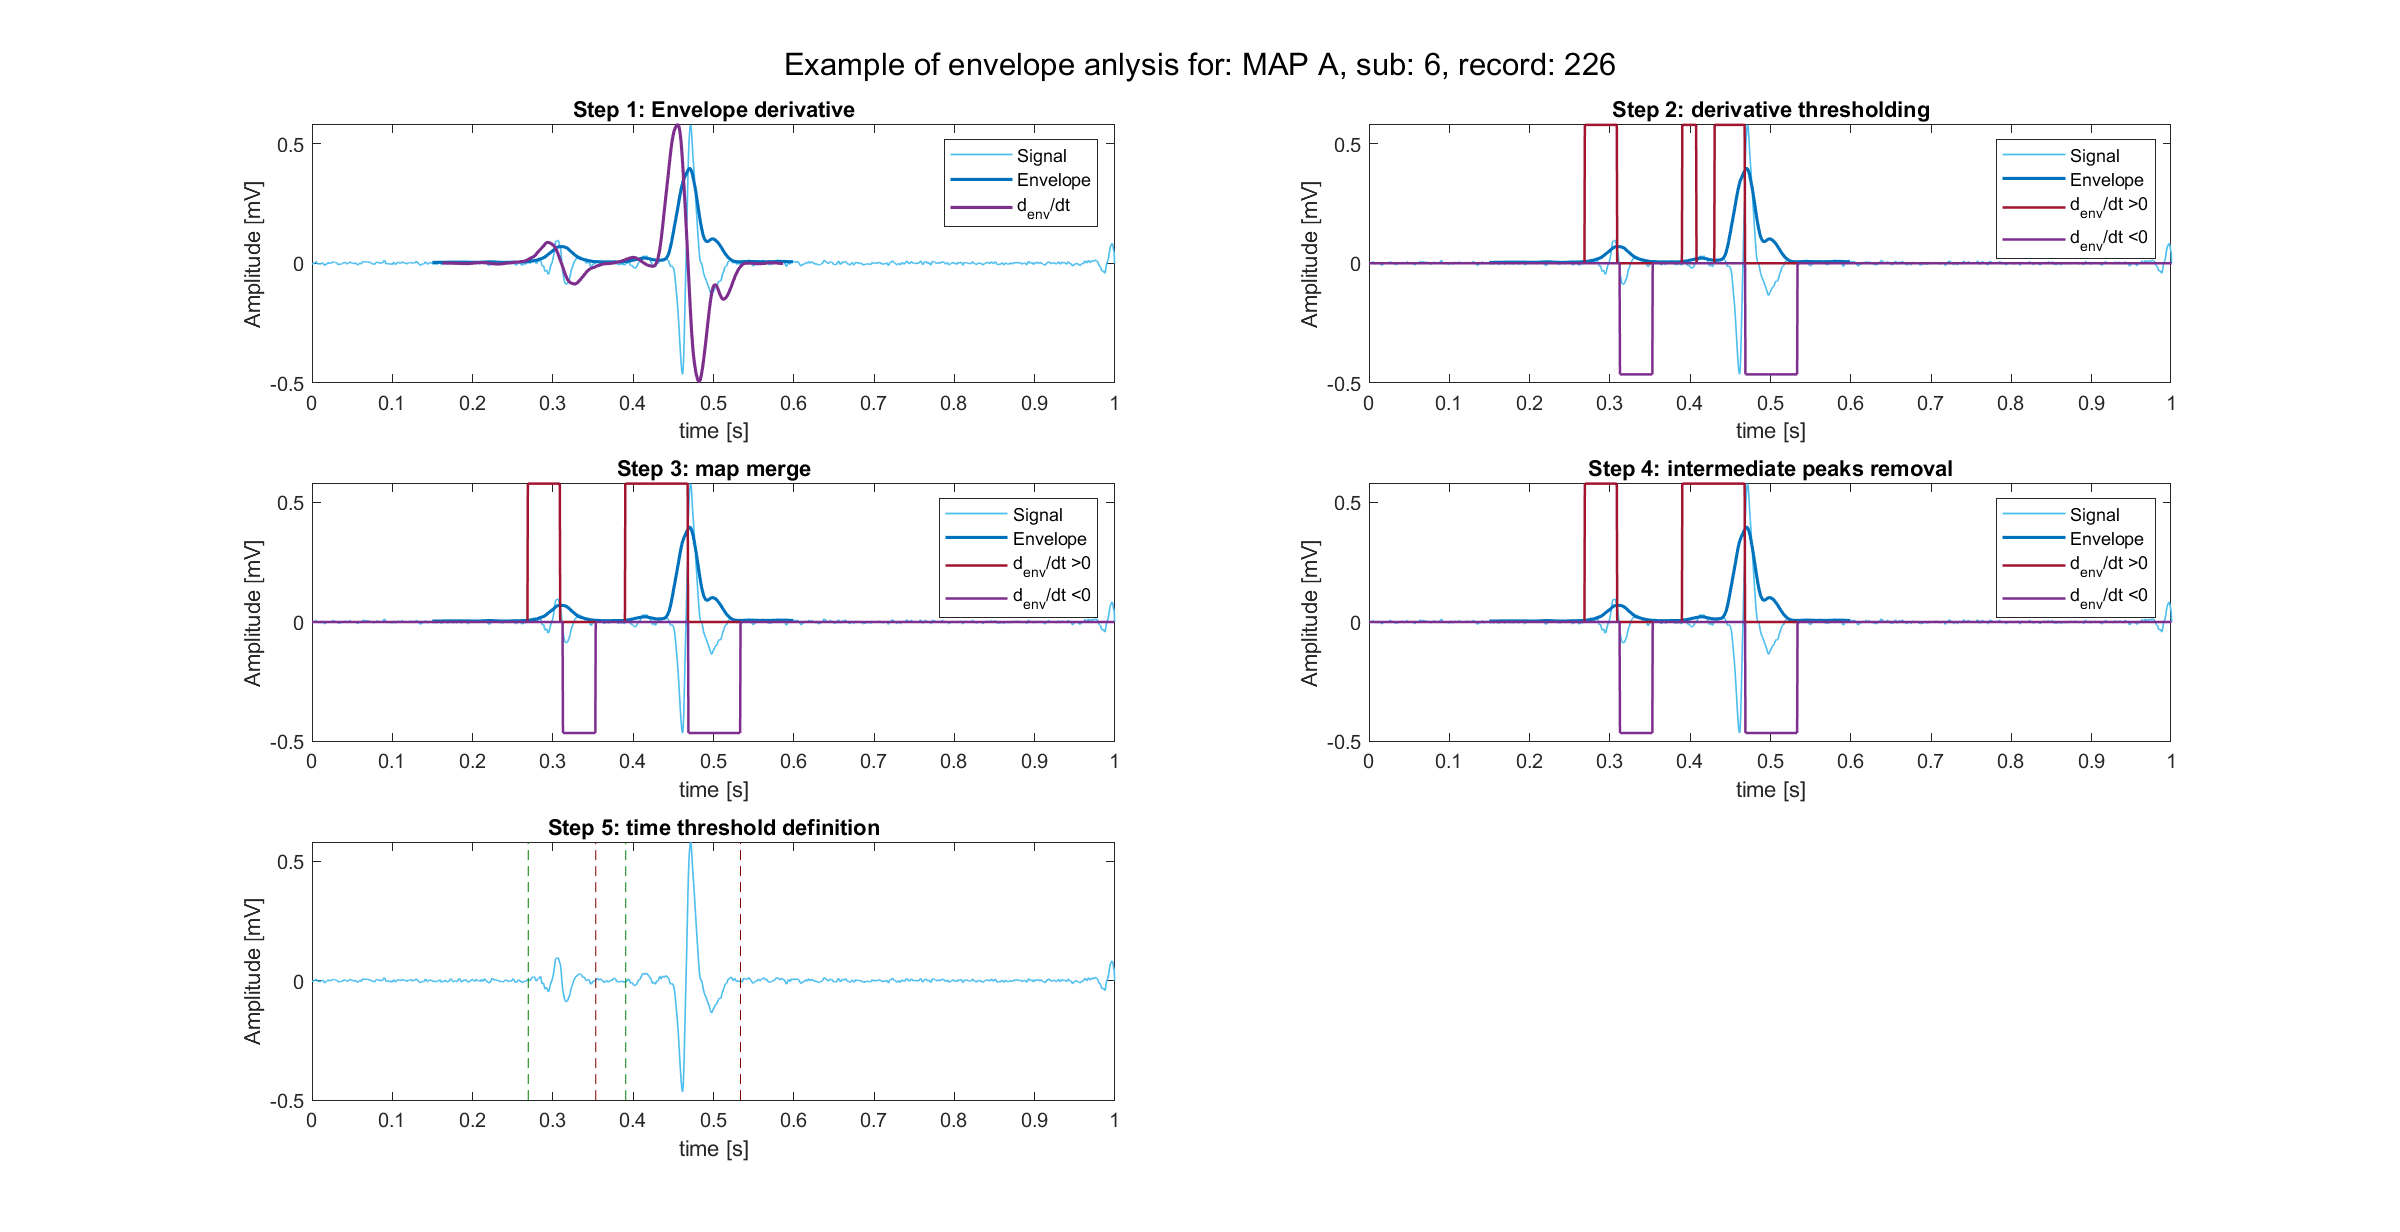 Example of envelope anlysis for: MAP A, sub: 6, record: 226
Step 1: Envelope derivative
Amplitude [mV]
0.5
0
-0.5
0 0.1 0.2 0.3 0.4 0.5 0.6 0.7 0.8 0.9 1
time [s]
Signal
Envelope
d_env/dt
Step 2: derivative thresholding
Amplitude [mV]
0.5
0
-0.5
0 0.1 0.2 0.3 0.4 0.5 0.6 0.7 0.8 0.9 1
time [s]
Signal
Envelope
d_env/dt >0
d_env/dt <0
Step 3: map merge
Amplitude [mV]
0.5
0
-0.5
0 0.1 0.2 0.3 0.4 0.5 0.6 0.7 0.8 0.9 1
time [s]
Signal
Envelope
d_env/dt >0
d_env/dt <0
Step 4: intermediate peaks removal
Amplitude [mV]
0.5
0
-0.5
0 0.1 0.2 0.3 0.4 0.5 0.6 0.7 0.8 0.9 1
time [s]
Signal
Envelope
d_env/dt >0
d_env/dt <0
Step 5: time threshold definition
Amplitude [mV]
0.5
0
-0.5
0 0.1 0.2 0.3 0.4 0.5 0.6 0.7 0.8 0.9 1
time [s]